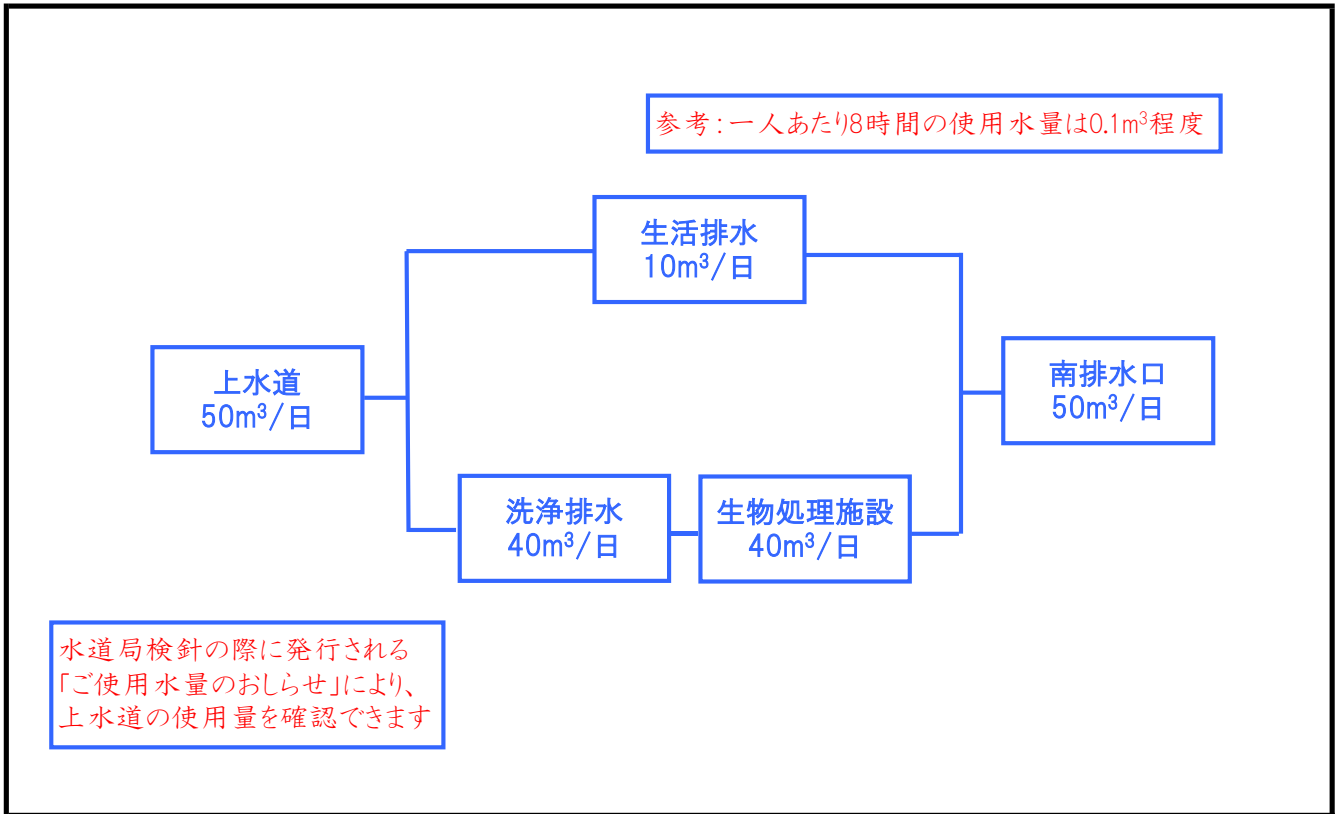 参考：一人あたり8時間の使用水量は0.1m³程度
生活排水
10m³/日
上水道
50m³/日
南排水口
50m³/日
洗浄排水
40m³/日
生物処理施設
40m³/日
水道局検針の際に発行される
「ご使用水量のおしらせ」により、
上水道の使用量を確認できます